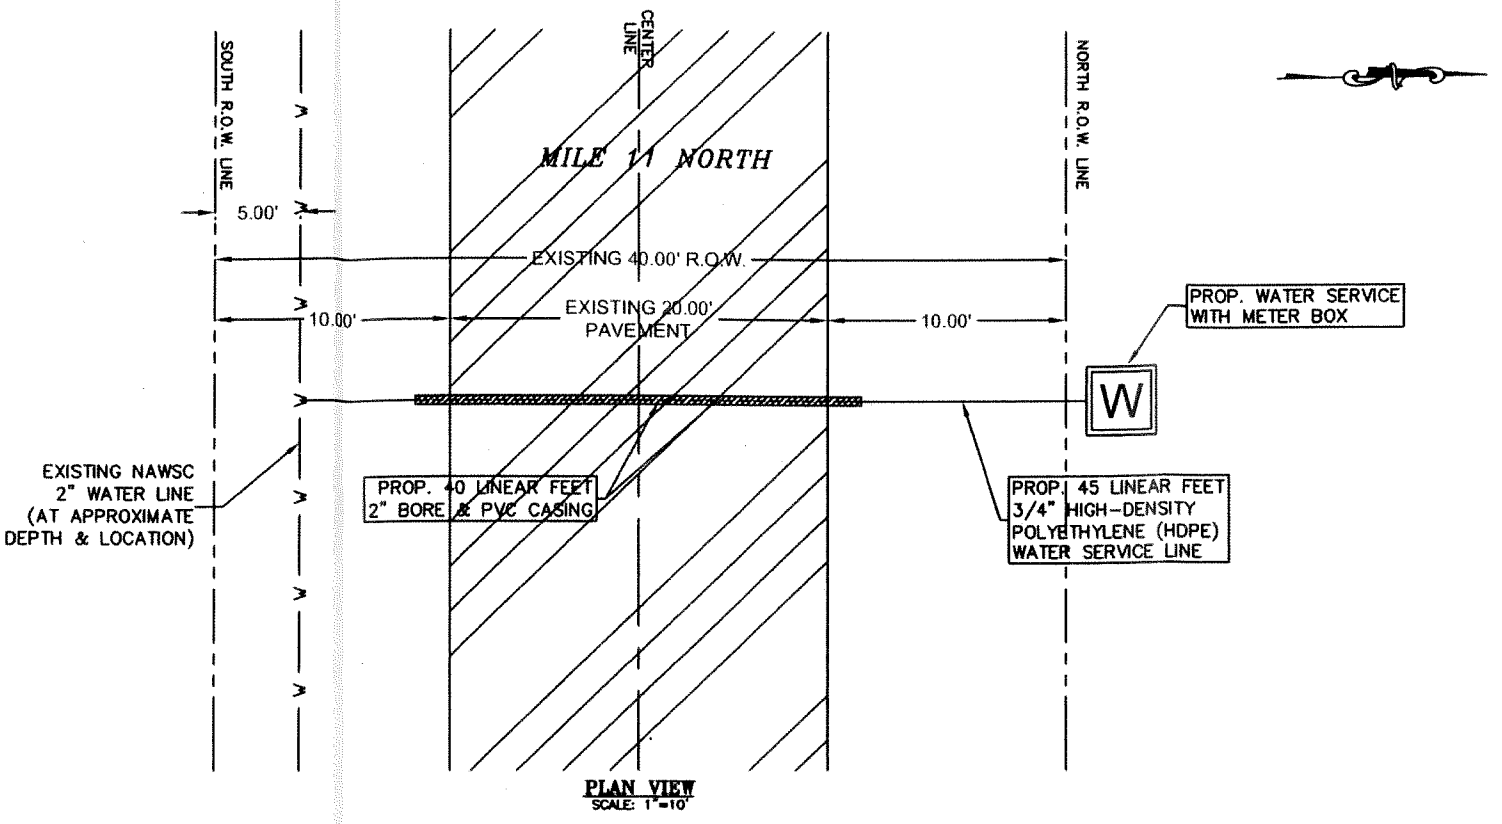 CENTER
LINE
SOUTH R.O.W. LINE
NORTH R.O.W. LINE
MILE 11 NORTH
5.00'
EXISTING 40.00' R.O.W.
10.00'
EXISTING 20.00'
PAVEMENT
10.00'
PROP. WATER SERVICE
WITH METER BOX
W
W
W
W
W
W
W
W
EXISTING NAWSC
2" WATER LINE
(AT APPROXIMATE
DEPTH & LOCATION)
PROP. 40 LINEAR FEET
2" BORE & PVC CASING
PROP. 45 LINEAR FEET
3/4" HIGH-DENSITY
POLYETHYLENE (HDPE)
WATER SERVICE LINE
PLAN VIEW
SCALE: 1"=10'